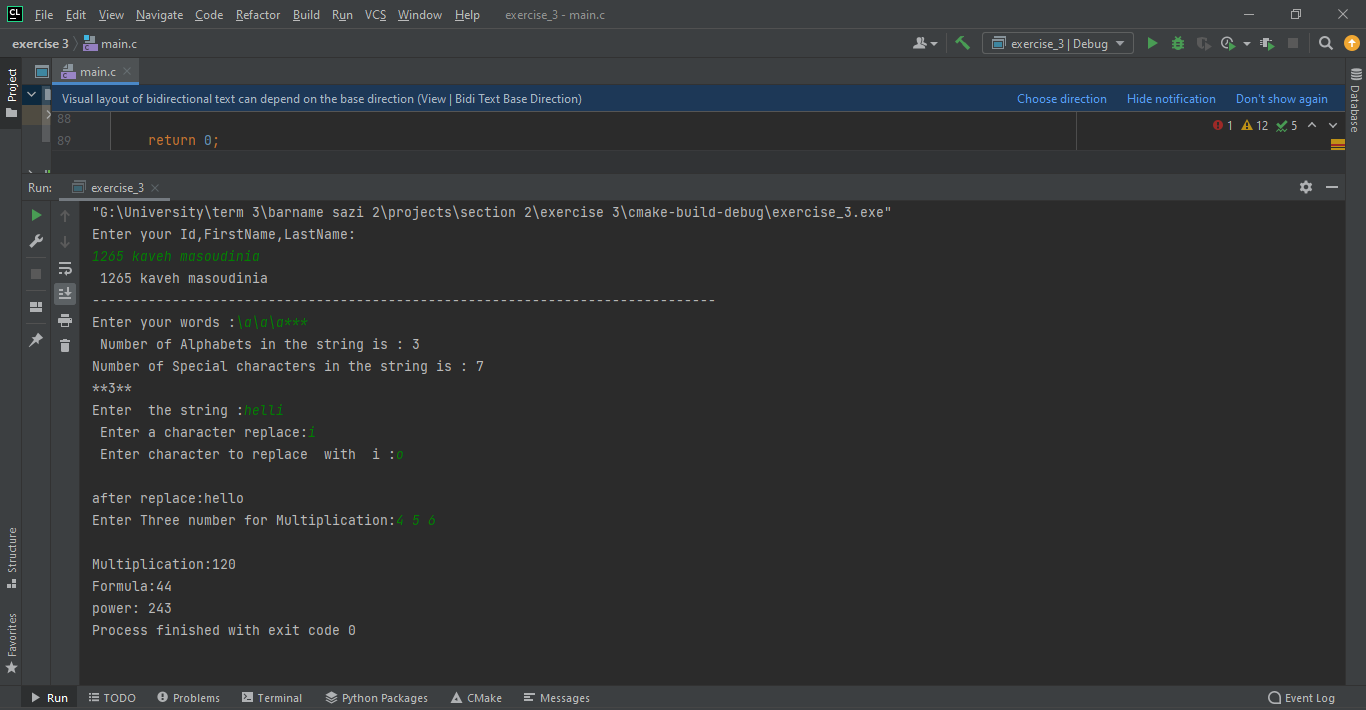 CL File Edit View Navigate Code Refactor Build Run VCS Window Help exercise_3 - main.c
exercise 3 main.c exercise_3 | Debug
Project
main.c
Database
Visual layout of bidirectional text can depend on the base direction (View | Bidi Text Base Direction) Choose direction Hide notification Don't show again
88
1 12 5
89 return 0;
Run: exercise_3
"G:\University\term 3\barname sazi 2\projects\section 2\exercise 3\cmake-build-debug\exercise_3.exe"
Enter your Id,FirstName,LastName:
1265 kaveh masoudinia
 1265 kaveh masoudinia
------------------------------------------------------------------------------
Enter your words :\a\a\a***
 Number of Alphabets in the string is : 3
Number of Special characters in the string is : 7
**3**
Enter  the string :helli
 Enter a character replace:i
 Enter character to replace  with  i :o
after replace:hello
Enter Three number for Multiplication:4 5 6
Multiplication:120
Formula:44
power: 243
Process finished with exit code 0
Structure
Favorites
Run TODO Problems Terminal Python Packages CMake Messages Event Log